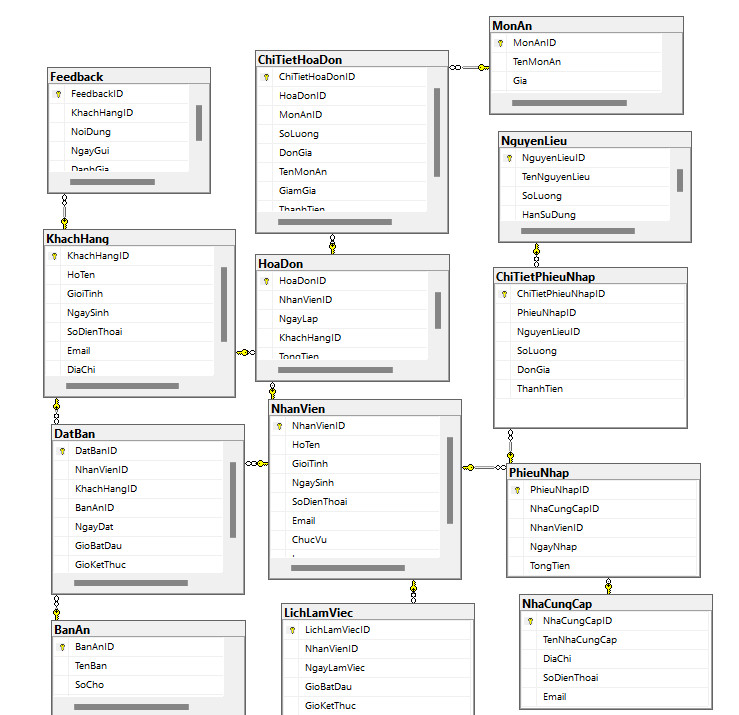 MonAn
MonAnID
TenMonAn
Gia
ChiTietHoaDon
ChiTietHoaDonID
HoaDonID
MonAnID
SoLuong
DonGia
TenMonAn
GiamGia
ThanhTien
Feedback
FeedbackID
KhachHangID
NoiDung
NgayGui
DanhGia
NguyenLieu
NguyenLieuID
TenNguyenLieu
SoLuong
HanSuDung
KhachHang
KhachHangID
HoTen
GioiTinh
NgaySinh
SoDienThoai
Email
DiaChi
HoaDon
HoaDonID
NhanVienID
NgayLap
KhachHangID
TongTien
ChiTietPhieuNhap
ChiTietPhieuNhapID
PhieuNhapID
NguyenLieuID
SoLuong
DonGia
ThanhTien
NhanVien
NhanVienID
HoTen
GioiTinh
NgaySinh
SoDienThoai
Email
ChucVu
DatBan
DatBanID
NhanVienID
KhachHangID
BanAnID
NgayDat
GioBatDau
GioKetThuc
PhieuNhap
PhieuNhapID
NhaCungCapID
NhanVienID
NgayNhap
TongTien
NhaCungCap
NhaCungCapID
TenNhaCungCap
DiaChi
SoDienThoai
Email
LichLamViec
LichLamViecID
NhanVienID
NgayLamViec
GioBatDau
GioKetThuc
BanAn
BanAnID
TenBan
SoCho